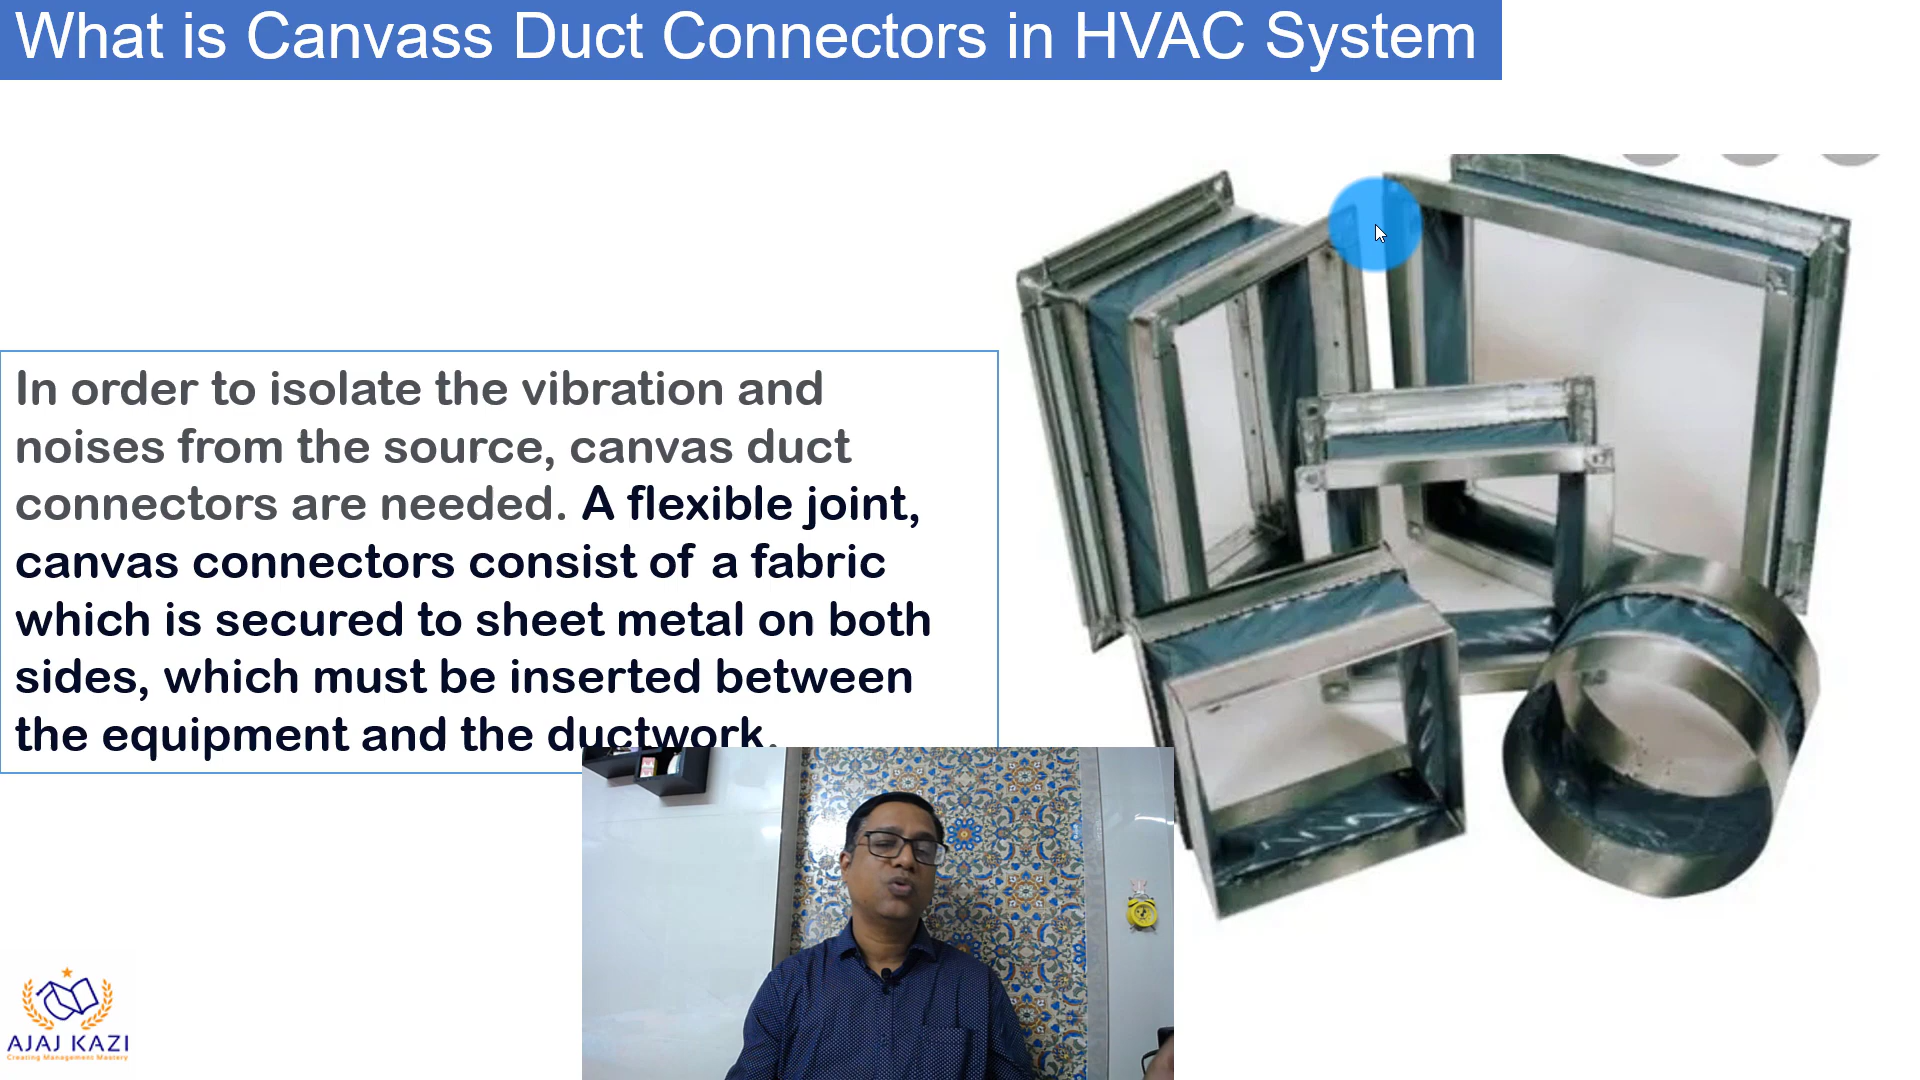 What is Canvass Duct Connectors in HVAC System
In order to isolate the vibration and
noises from the source, canvas duct
connectors are needed. A flexible joint,
canvas connectors consist of a fabric
which is secured to sheet metal on both
sides, which must be inserted between
the equipment and the ductwork.
AJAJ KAZI
Creating Management Mastery